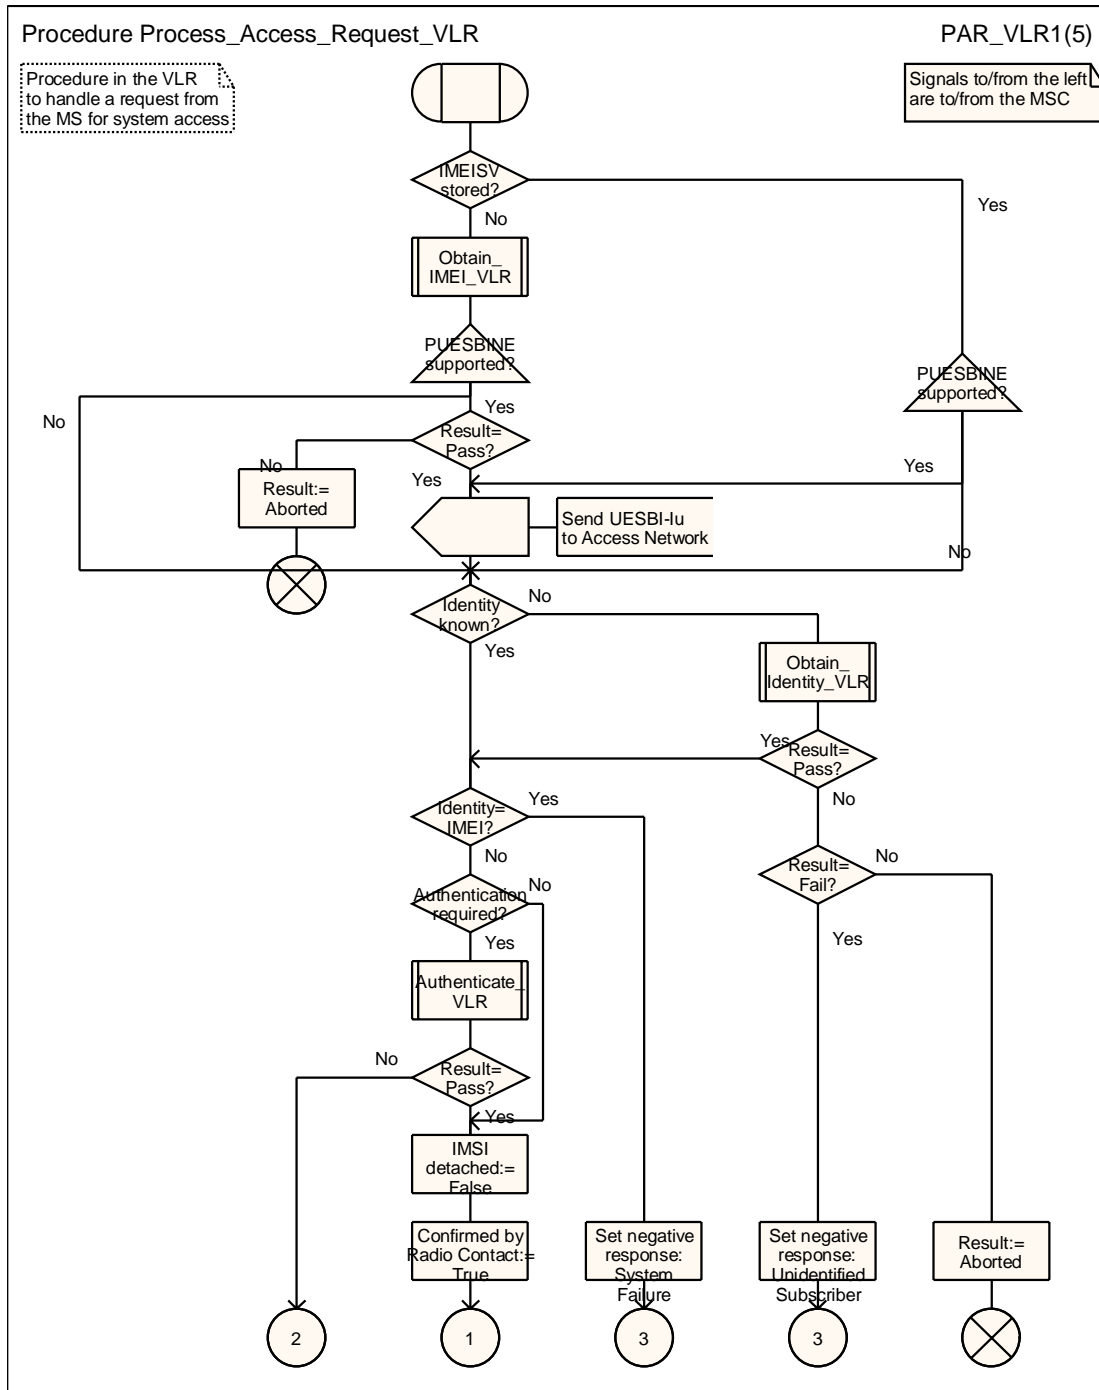 Procedure Process_Access_Request_VLR
PAR_VLR1(5)
Procedure in the VLR
to handle a request from
the MS for system access
Signals to/from the left
are to/from the MSC
IMEISV
stored?
Yes
No
Obtain_
IMEI_VLR
PUESBINE
supported?
PUESBINE
supported?
No
Yes
Result=
Pass?
No
Yes
Yes
Result:=
Aborted
Send UESBI-Iu
to Access Network
No
Identity
known?
No
Yes
Obtain_
Identity_VLR
Yes
Result=
Pass?
No
Identity=
IMEI?
Yes
No
Result=
Fail?
No
Yes
Authentication
required?
No
Yes
Authenticate_
VLR
No
Result=
Pass?
Yes
IMSI
detached:=
False
Confirmed by
Radio Contact:=
True
Set negative
response:
System
Failure
Set negative
response:
Unidentified
Subscriber
Result:=
Aborted
2
1
3
3